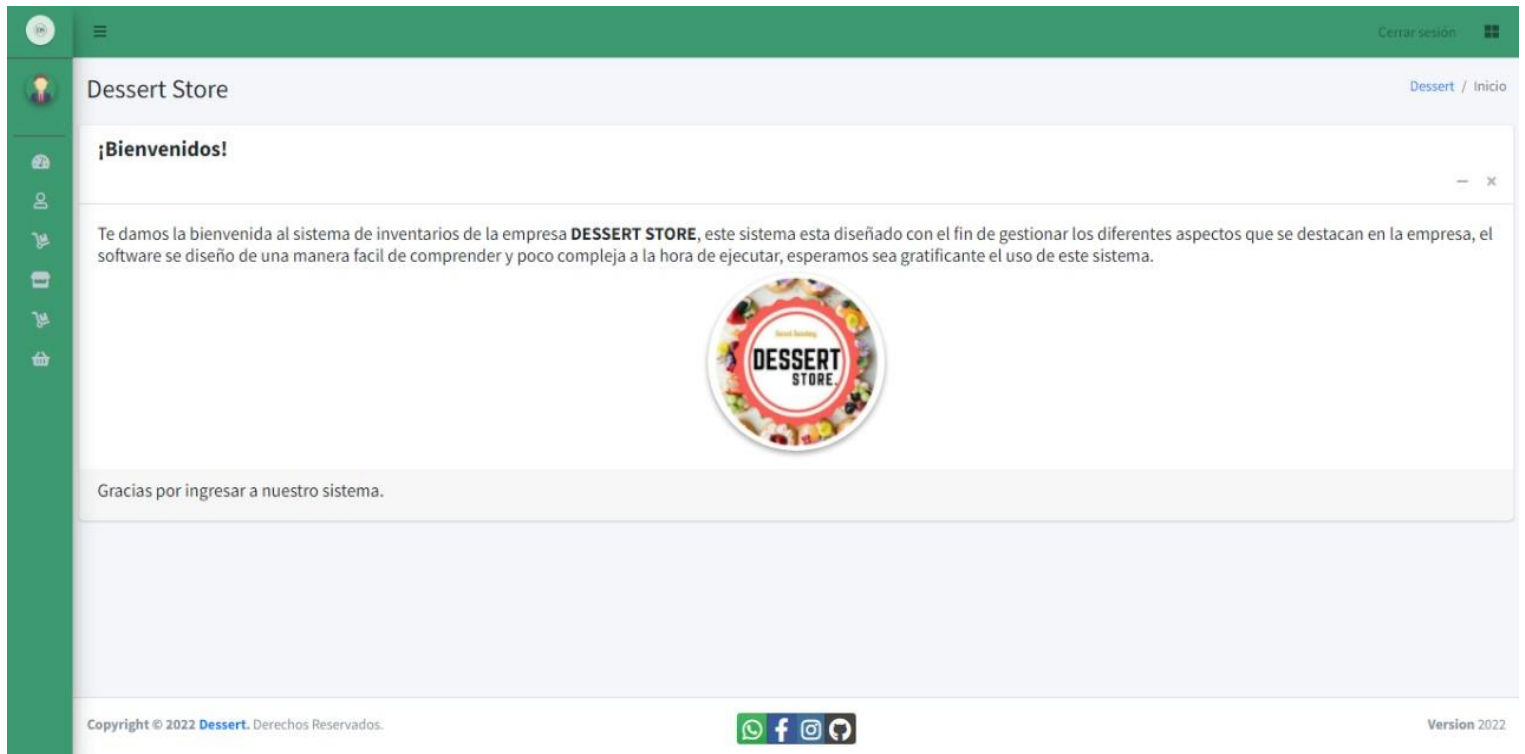 Cerrar sesión
Dessert Store
Dessert / Inicio
¡Bienvenidos!
Te damos la bienvenida al sistema de inventarios de la empresa DESSERT STORE, este sistema esta diseñado con el fin de gestionar los diferentes aspectos que se destacan en la empresa, el
software se diseño de una manera facil de comprender y poco compleja a la hora de ejecutar, esperamos sea gratificante el uso de este sistema.
DESSERT
STORE.
Gracias por ingresar a nuestro sistema.
Copyright © 2022 Dessert. Derechos Reservados.
Version 2022